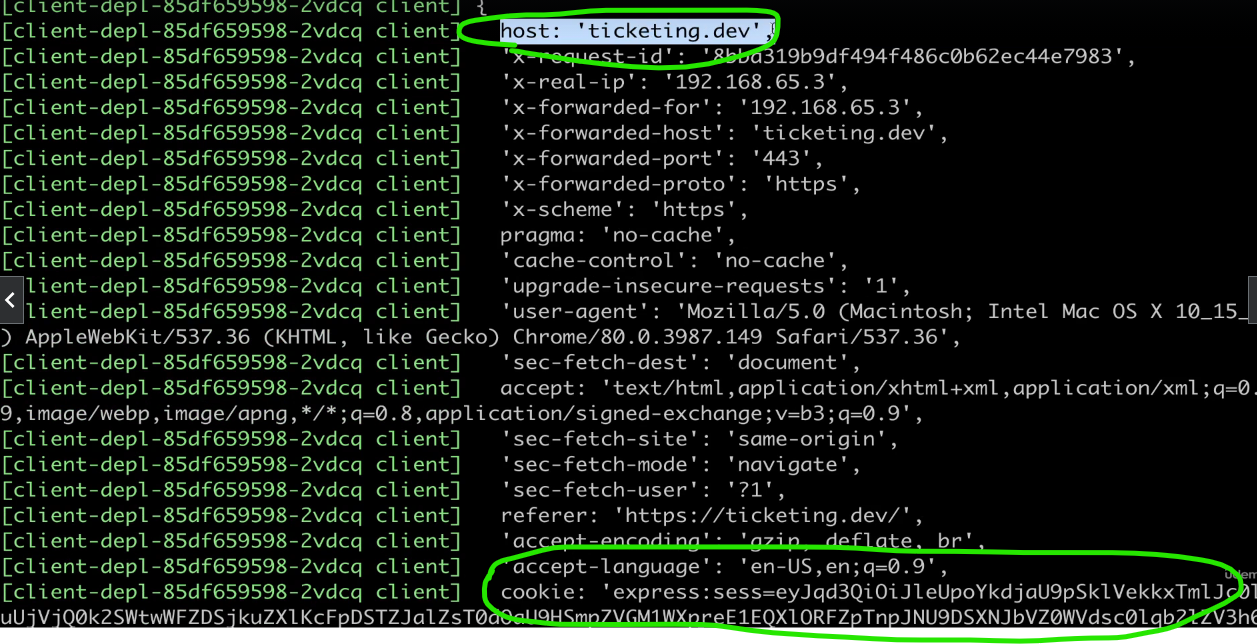 [client-depl-85df659598-2vdcq client] {
[client-depl-85df659598-2vdcq client]   host: 'ticketing.dev',
[client-depl-85df659598-2vdcq client]   'x-request-id': '8bba319b9df494f486c0b62ec44e7983',
[client-depl-85df659598-2vdcq client]   'x-real-ip': '192.168.65.3',
[client-depl-85df659598-2vdcq client]   'x-forwarded-for': '192.168.65.3',
[client-depl-85df659598-2vdcq client]   'x-forwarded-host': 'ticketing.dev',
[client-depl-85df659598-2vdcq client]   'x-forwarded-port': '443',
[client-depl-85df659598-2vdcq client]   'x-forwarded-proto': 'https',
[client-depl-85df659598-2vdcq client]   'x-scheme': 'https',
[client-depl-85df659598-2vdcq client]   pragma: 'no-cache',
[client-depl-85df659598-2vdcq client]   'cache-control': 'no-cache',
[client-depl-85df659598-2vdcq client]   'upgrade-insecure-requests': '1',
lient-depl-85df659598-2vdcq client]   'user-agent': 'Mozilla/5.0 (Macintosh; Intel Mac OS X 10_15_
) AppleWebKit/537.36 (KHTML, like Gecko) Chrome/80.0.3987.149 Safari/537.36',
[client-depl-85df659598-2vdcq client]   'sec-fetch-dest': 'document',
[client-depl-85df659598-2vdcq client]   accept: 'text/html,application/xhtml+xml,application/xml;q=0.
9,image/webp,image/apng,*/*;q=0.8,application/signed-exchange;v=b3;q=0.9',
[client-depl-85df659598-2vdcq client]   'sec-fetch-site': 'same-origin',
[client-depl-85df659598-2vdcq client]   'sec-fetch-mode': 'navigate',
[client-depl-85df659598-2vdcq client]   'sec-fetch-user': '?1',
[client-depl-85df659598-2vdcq client]   referer: 'https://ticketing.dev/',
[client-depl-85df659598-2vdcq client]   'accept-encoding': 'gzip, deflate, br',
[client-depl-85df659598-2vdcq client]   'accept-language': 'en-US,en;q=0.9',
[client-depl-85df659598-2vdcq client]   cookie: